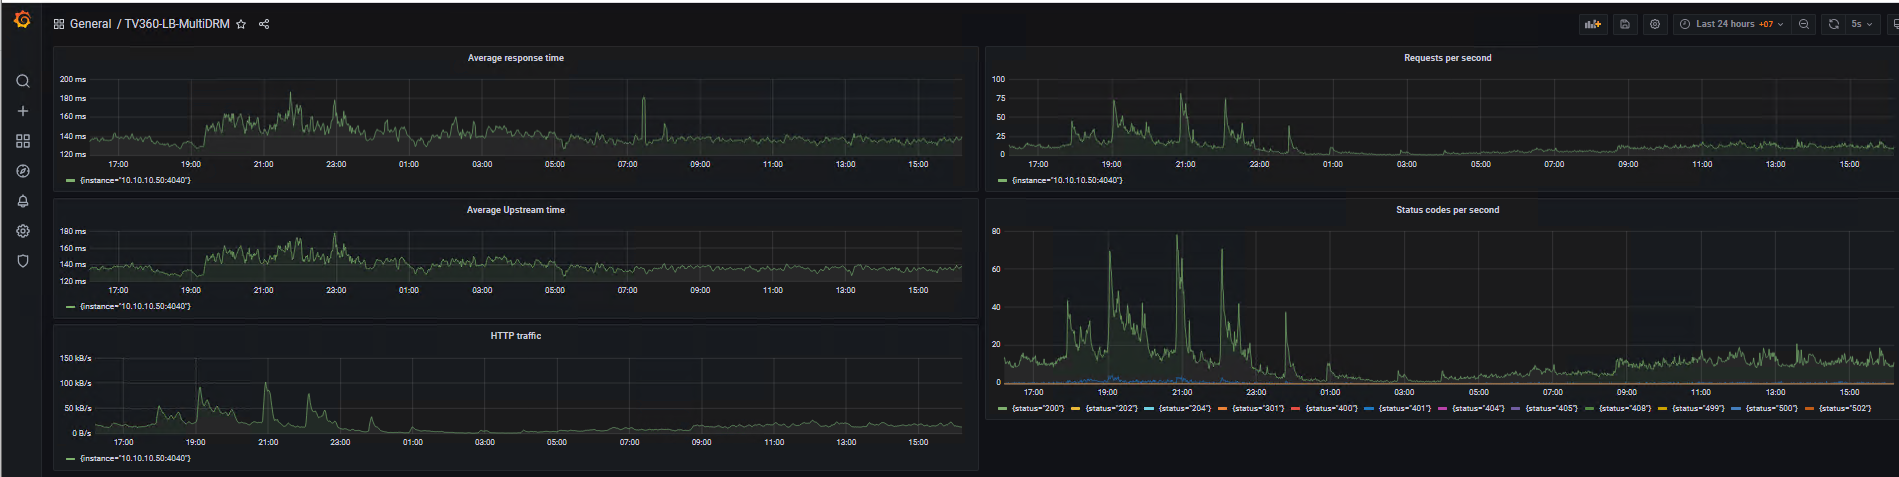 General / TV360-LB-MultiDRM
Last 24 hours +07
5s
Average response time
200 ms
180 ms
160 ms
140 ms
120 ms
17:00 19:00 21:00 23:00 01:00 03:00 05:00 07:00 09:00 11:00 13:00 15:00
{instance="10.10.10.50:4040"}
Requests per second
100
75
50
25
0
17:00 19:00 21:00 23:00 01:00 03:00 05:00 07:00 09:00 11:00 13:00 15:00
{instance="10.10.10.50:4040"}
Average Upstream time
180 ms
160 ms
140 ms
120 ms
17:00 19:00 21:00 23:00 01:00 03:00 05:00 07:00 09:00 11:00 13:00 15:00
{instance="10.10.10.50:4040"}
Status codes per second
80
60
40
20
0
17:00 19:00 21:00 23:00 01:00 03:00 05:00 07:00 09:00 11:00 13:00 15:00
{status="200"} {status="202"} {status="204"} {status="301"} {status="400"} {status="401"} {status="404"} {status="405"} {status="408"} {status="499"} {status="500"} {status="502"}
HTTP traffic
150 kB/s
100 kB/s
50 kB/s
0 B/s
17:00 19:00 21:00 23:00 01:00 03:00 05:00 07:00 09:00 11:00 13:00 15:00
{instance="10.10.10.50:4040"}